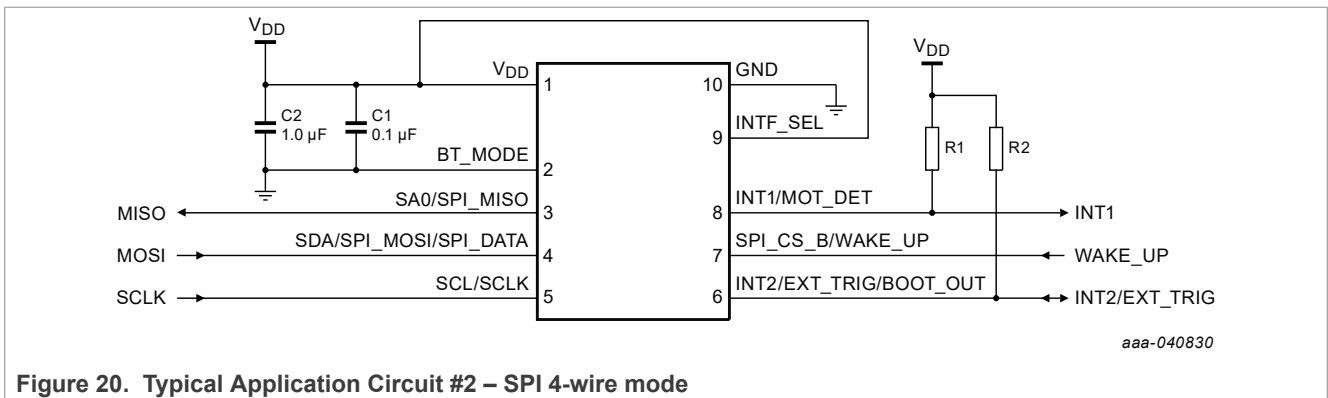 VDD
VDD
VDD
1
10
GND
C2
1.0 µF
C1
0.1 µF
9
INTF_SEL
R1
R2
BT_MODE
2
MISO
SA0/SPI_MISO
3
8
INT1/MOT_DET
INT1
MOSI
SDA/SPI_MOSI/SPI_DATA
4
7
SPI_CS_B/WAKE_UP
WAKE_UP
SCLK
SCL/SCLK
5
6
INT2/EXT_TRIG/BOOT_OUT
INT2/EXT_TRIG
aaa-040830
Figure 20. Typical Application Circuit #2 – SPI 4-wire mode